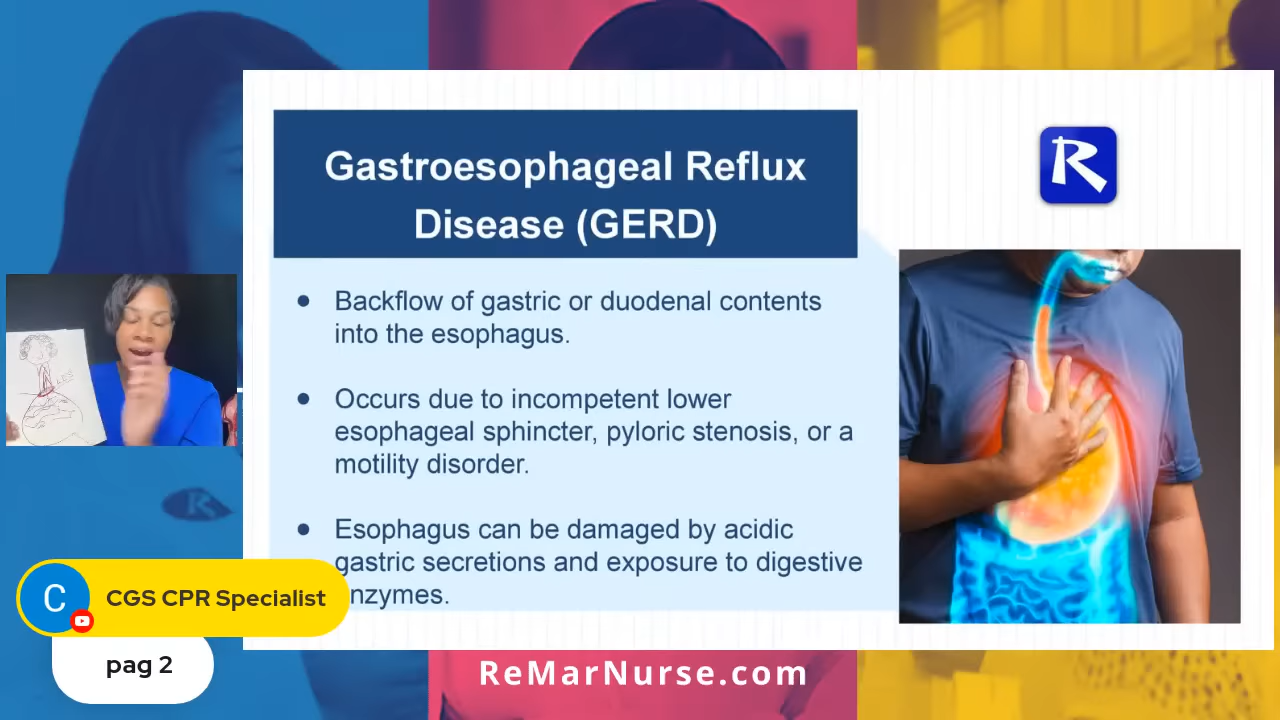 Gastroesophageal Reflux
Disease (GERD)
R
● Backflow of gastric or duodenal contents
into the esophagus.
● Occurs due to incompetent lower
esophageal sphincter, pyloric stenosis, or a
motility disorder.
● Esophagus can be damaged by acidic
gastric secretions and exposure to digestive
nzymes.
LES
R
C
CGS CPR Specialist
pag 2
ReMarNurse.com